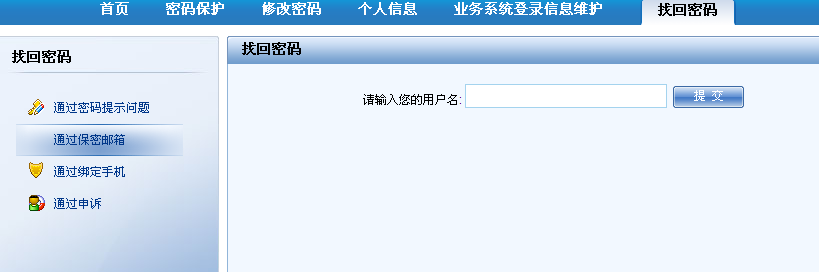 首页 密码保护 修改密码 个人信息 业务系统登录信息维护 找回密码
找回密码
通过密码提示问题
通过保密邮箱
通过绑定手机
通过申诉
找回密码
请输入您的用户名:
提 交